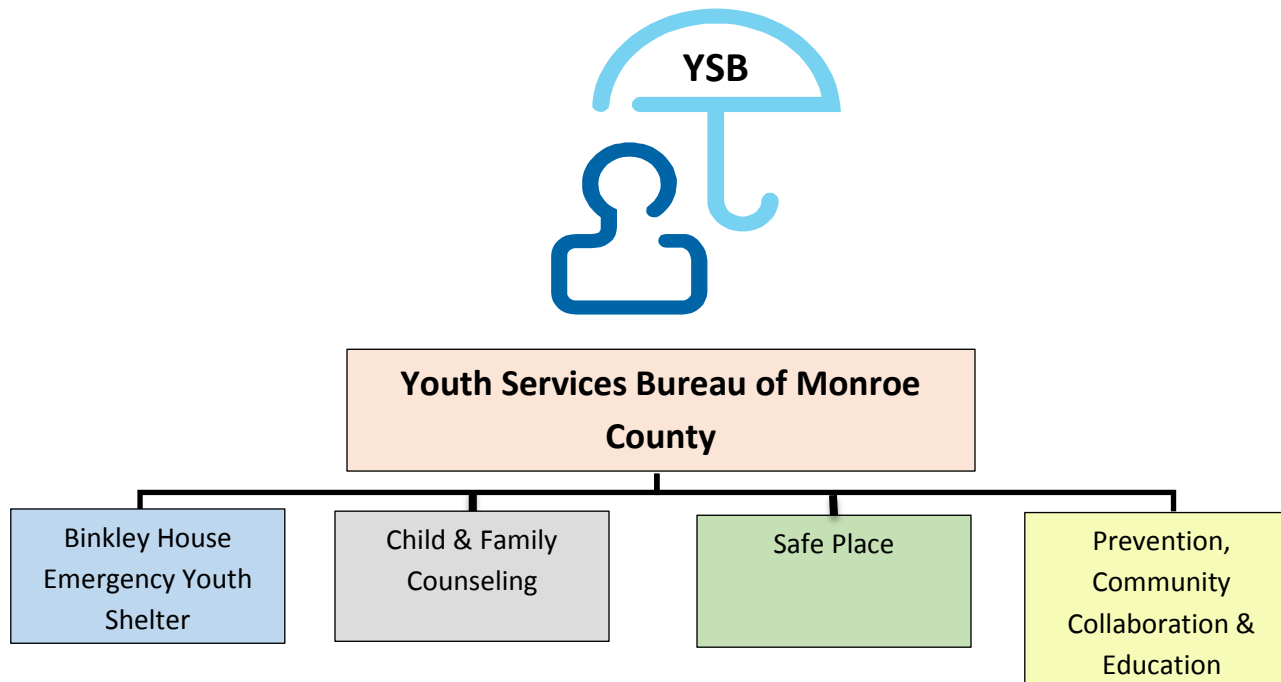 YSB
Youth Services Bureau of Monroe
County
Binkley House
Emergency Youth
Shelter
Child & Family
Counseling
Safe Place
Prevention,
Community
Collaboration &
Education